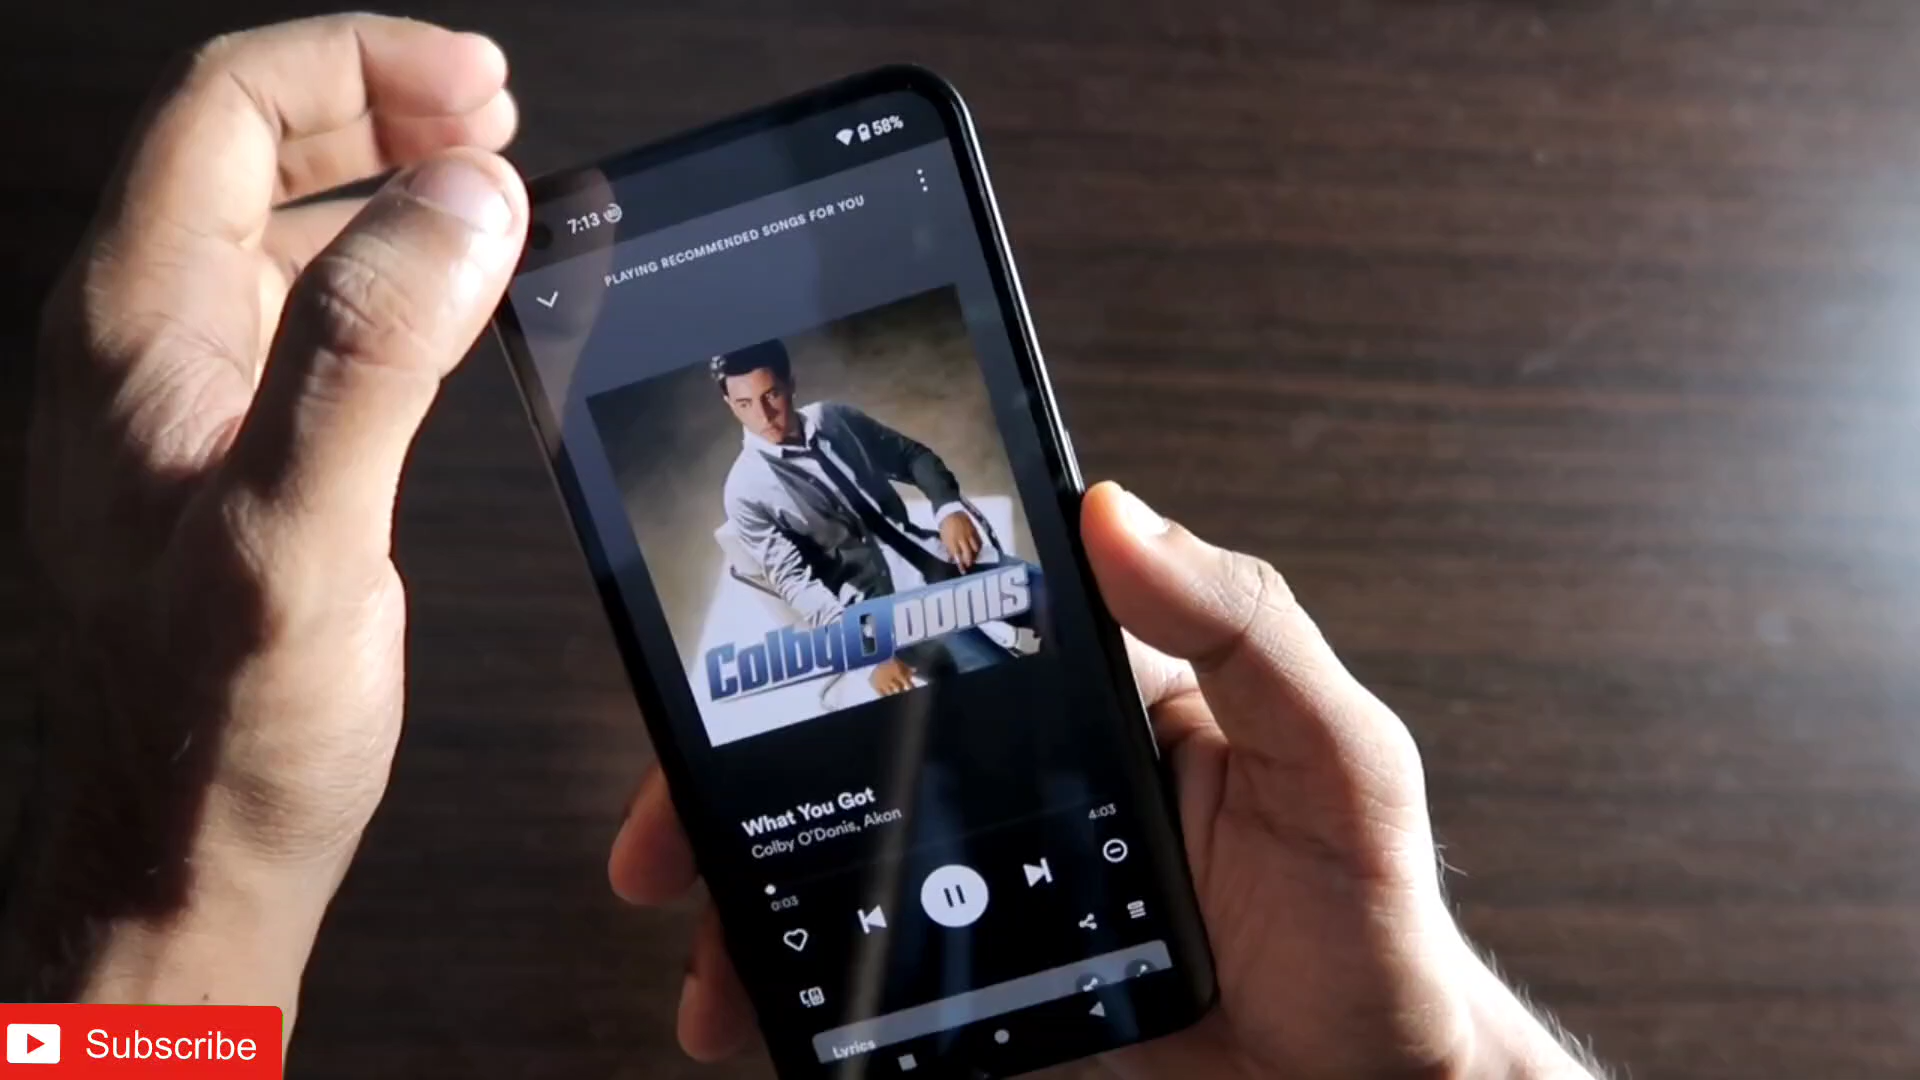 58%
7:13
PLAYING RECOMMENDED SONGS FOR YOU
Colby O DONIS
What You Got
Colby O'Donis, Akon
4:03
0:03
Lyrics
Subscribe